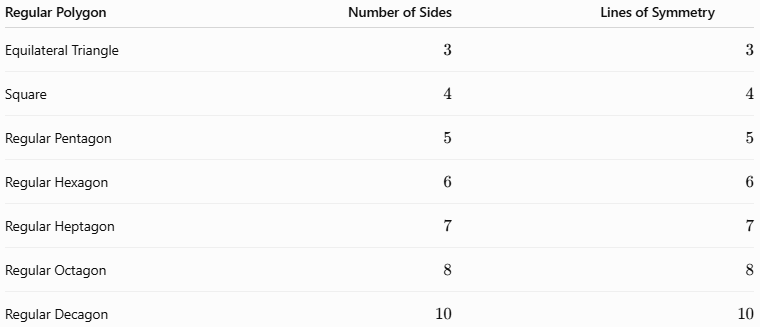 Regular Polygon Number of Sides Lines of Symmetry
Equilateral Triangle 3 3
Square 4 4
Regular Pentagon 5 5
Regular Hexagon 6 6
Regular Heptagon 7 7
Regular Octagon 8 8
Regular Decagon 10 10